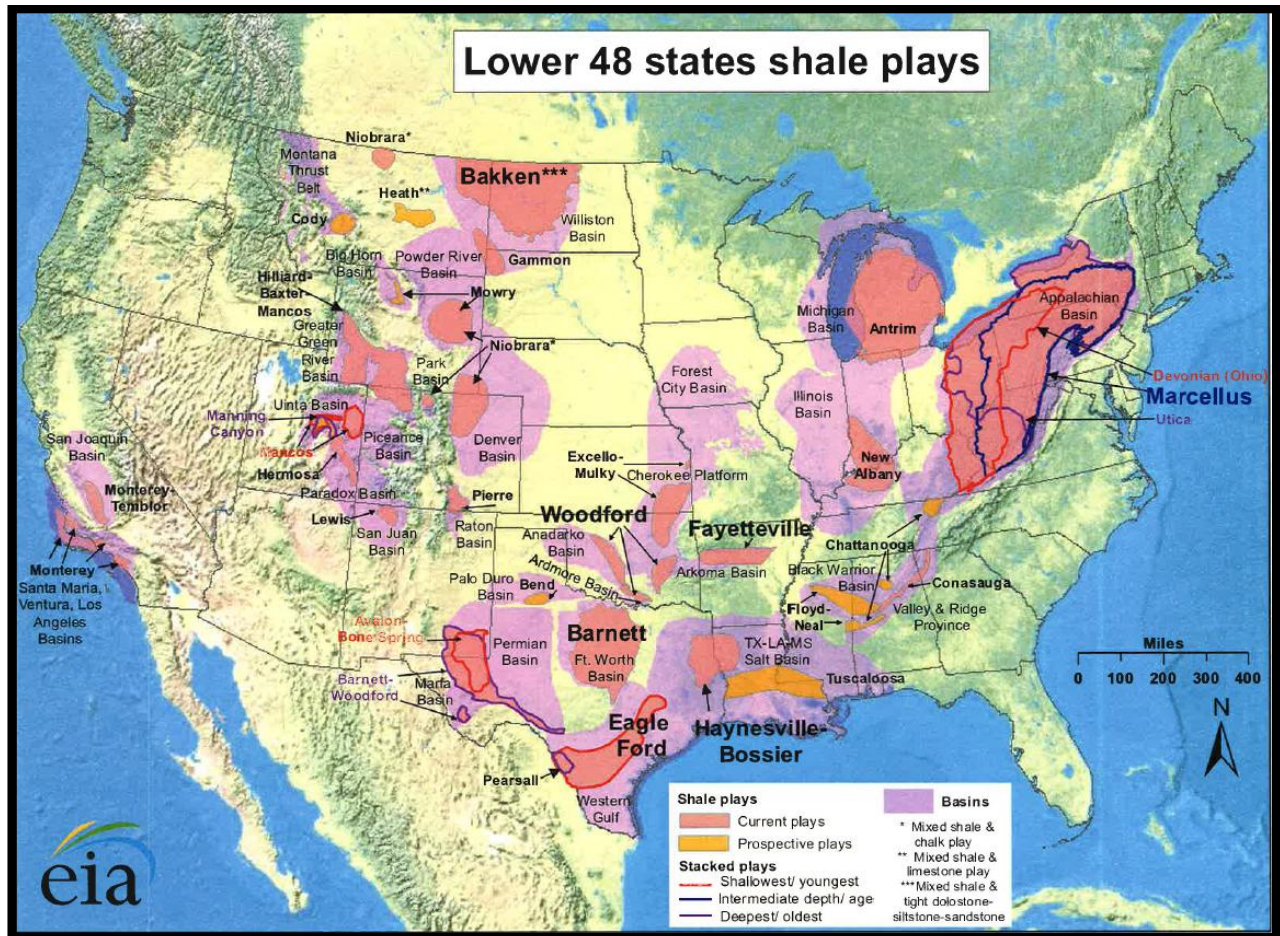 Lower 48 states shale plays
Niobrara*
Montana
Thrust
Belt
Bakken***
Heath**
Cody
Williston
Basin
Big Horn
Basin
Powder River
Basin
Gammon
Hilliard-
Baxter-
Mancos
Mowry
Greater
Green
River
Basin
Niobrara*
Park
Basin
Michigan
Basin
Antrim
Appalachian
Basin
Forest
City Basin
Illinois
Basin
Devonian (Ohio)
Marcellus
Utica
Uinta Basin
Manning
Canyon
Mancos
Piceance
Basin
Denver
Basin
San Joaquin
Basin
Hermosa
Paradox Basin
Excello-
Mulky
Cherokee Platform
New
Albany
Monterey-
Temblor
Lewis
San Juan
Basin
Pierre
Raton
Basin
Woodford
Anadarko
Basin
Fayetteville
Arkoma Basin
Chattanooga
Black Warrior
Basin
Conasauga
Monterey
Santa Maria,
Ventura, Los
Angeles
Basins
Palo Duro
Basin
Bend
Ardmore Basin
Floyd-
Neal
Valley & Ridge
Province
Avalon-
Bone Spring
Permian
Basin
Barnett
Ft. Worth
Basin
TX-LA-MS
Salt Basin
Tuscaloosa
Barnett-
Woodford
Marfa
Basin
Eagle
Ford
Haynesville-
Bossier
Pearsall
Western
Gulf
Miles
0 100 200 300 400
N
Shale plays
Current plays
Prospective plays
Stacked plays
Shallowest/ youngest
Intermediate depth/ age
Deepest/ oldest
Basins
* Mixed shale &
chalk play
** Mixed shale &
limestone play
***Mixed shale &
tight dolostone-
siltstone-sandstone
eia